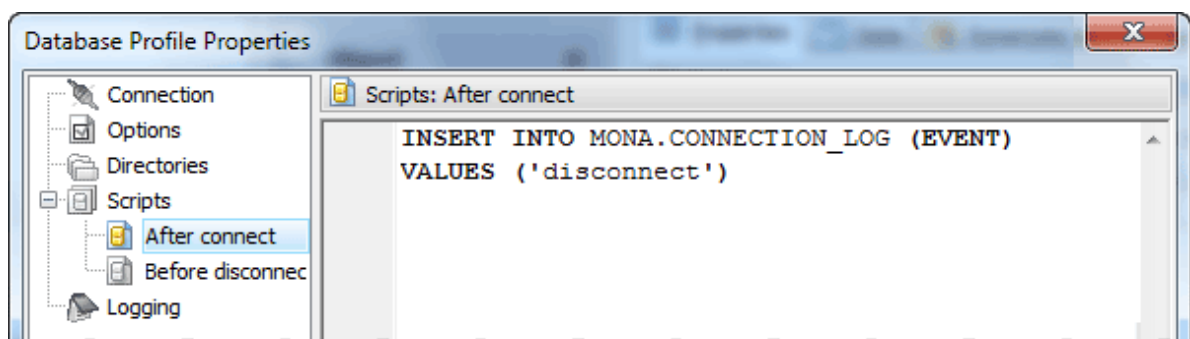 Database Profile Properties
Connection
Options
Directories
Scripts
After connect
Before disconnec
Logging
Scripts: After connect
INSERT INTO MONA.CONNECTION_LOG (EVENT)
VALUES ('disconnect')